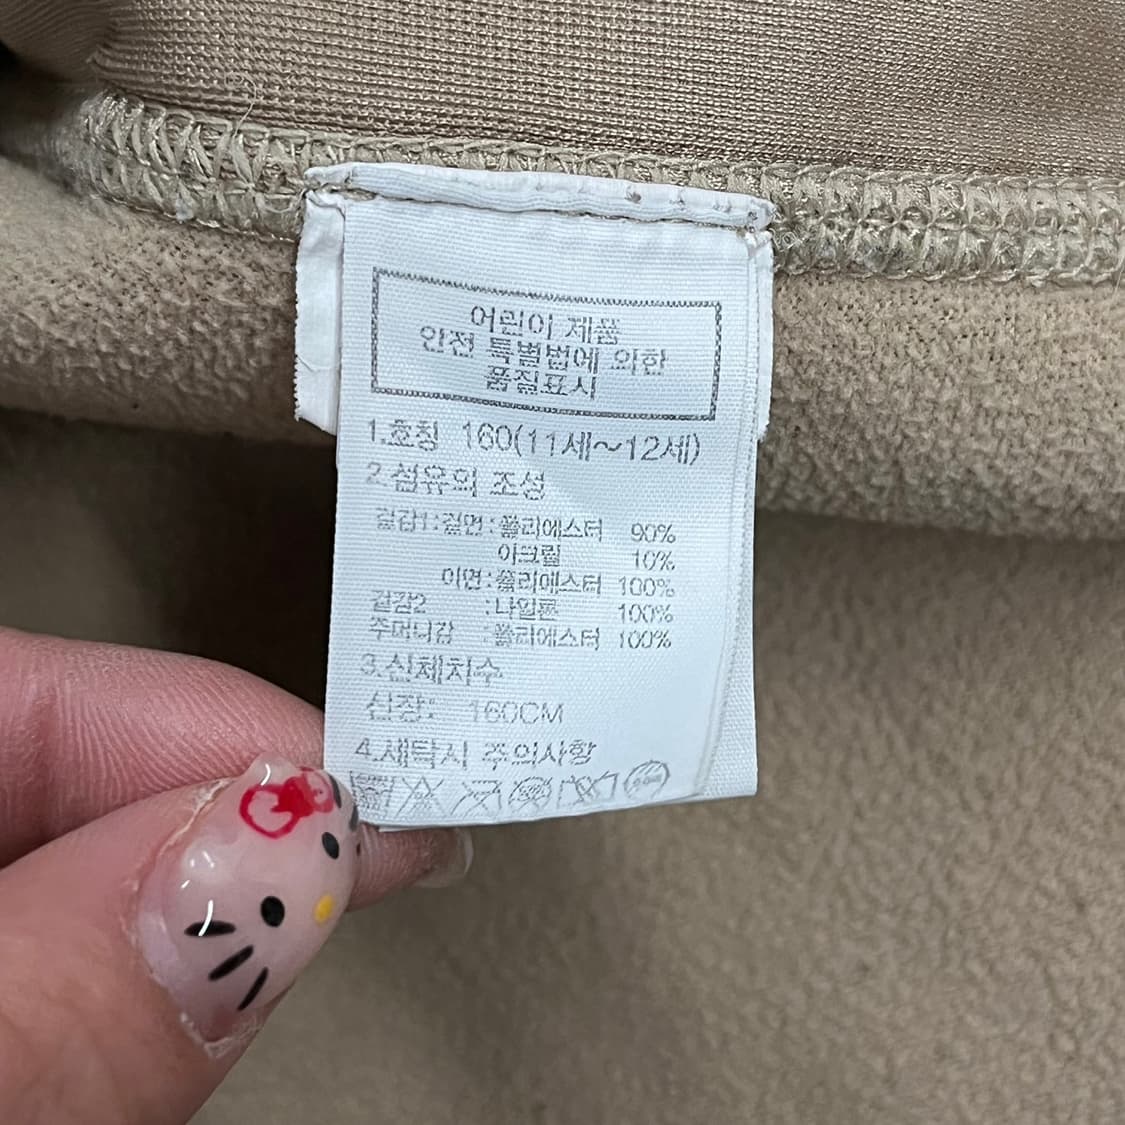 어린이 제품
안전 특별법에 의한
품질표시
1.호칭 160(11세~12세)
2.섬유의 조성
겉감1:겉면:폴리에스터 90%
아크릴 10%
이면:폴리에스터 100%
겉감2 :나일론 100%
주머니감 :폴리에스터 100%
3.신체치수
신장: 160CM
4.세탁시 주의사항